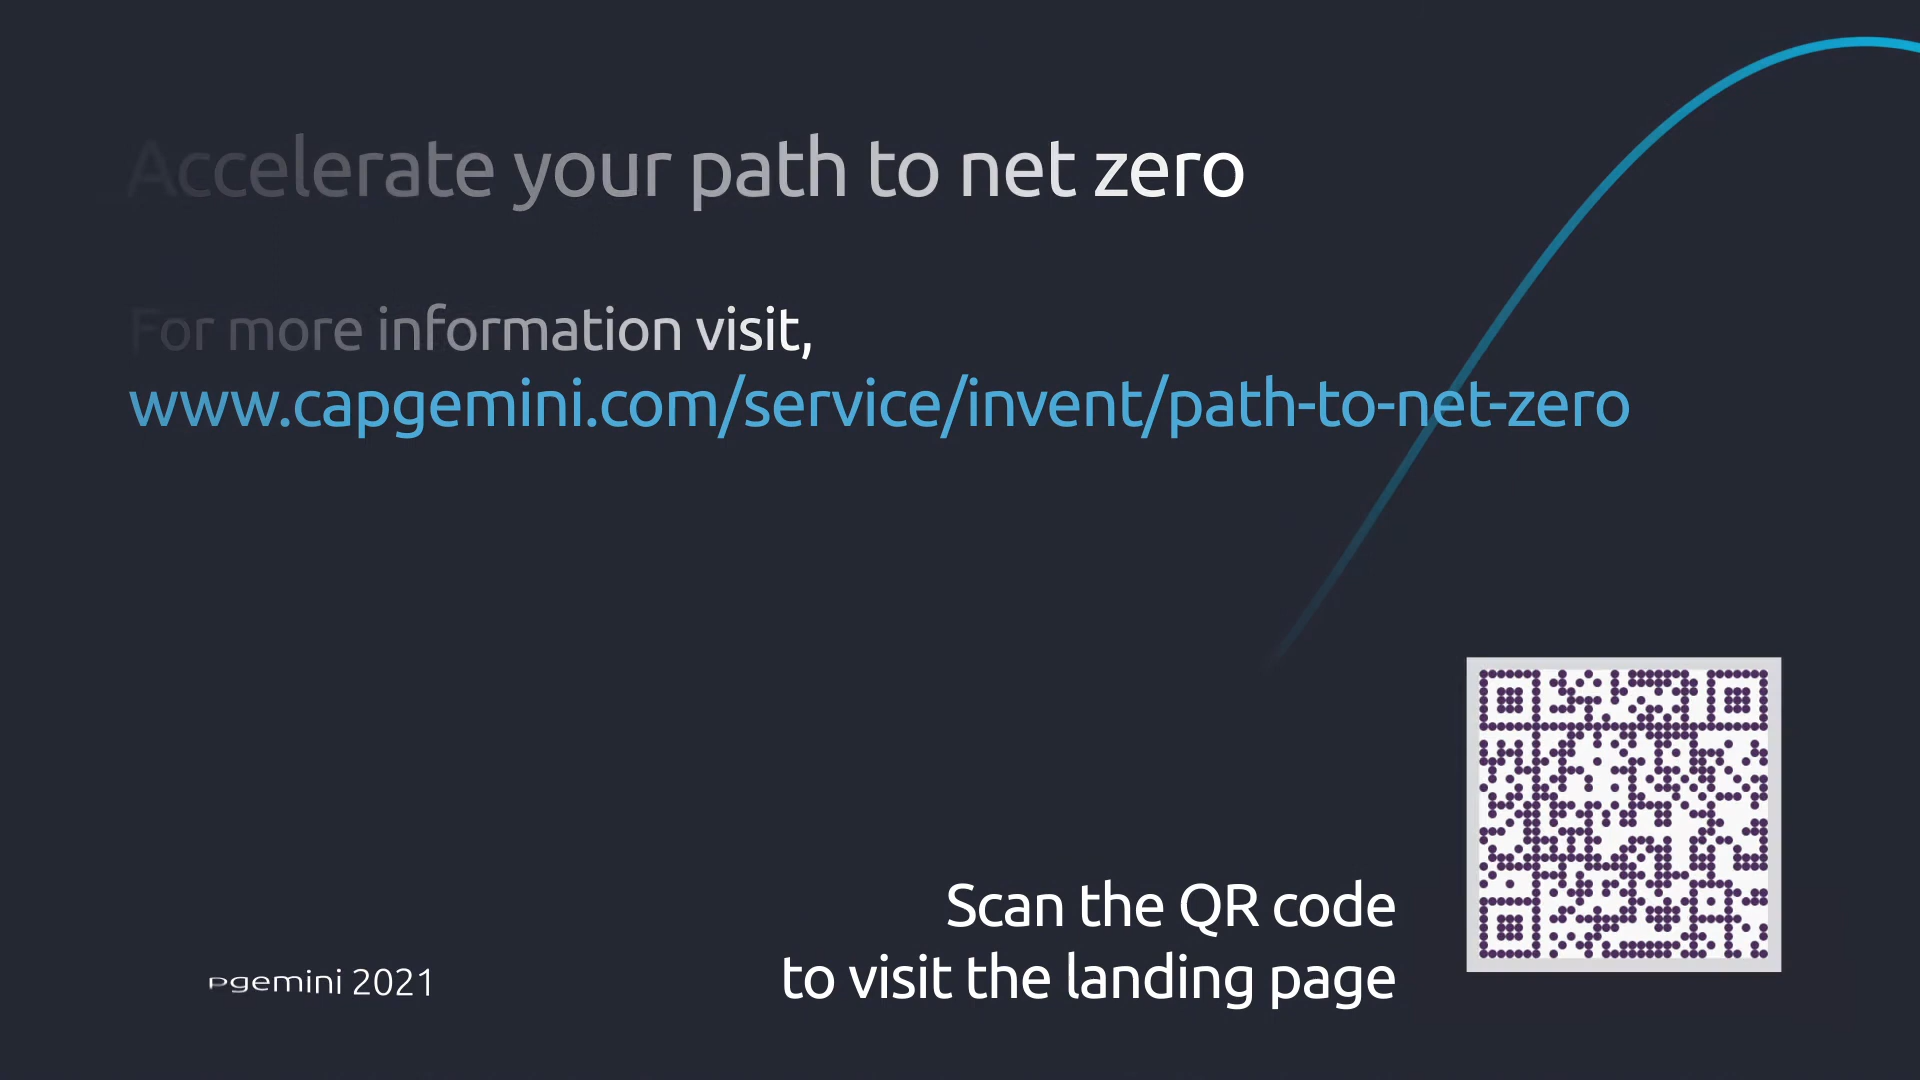 Accelerate your path to net zero
For more information visit,
www.capgemini.com/service/invent/path-to-net-zero
Scan the QR code
to visit the landing page
pgemini 2021